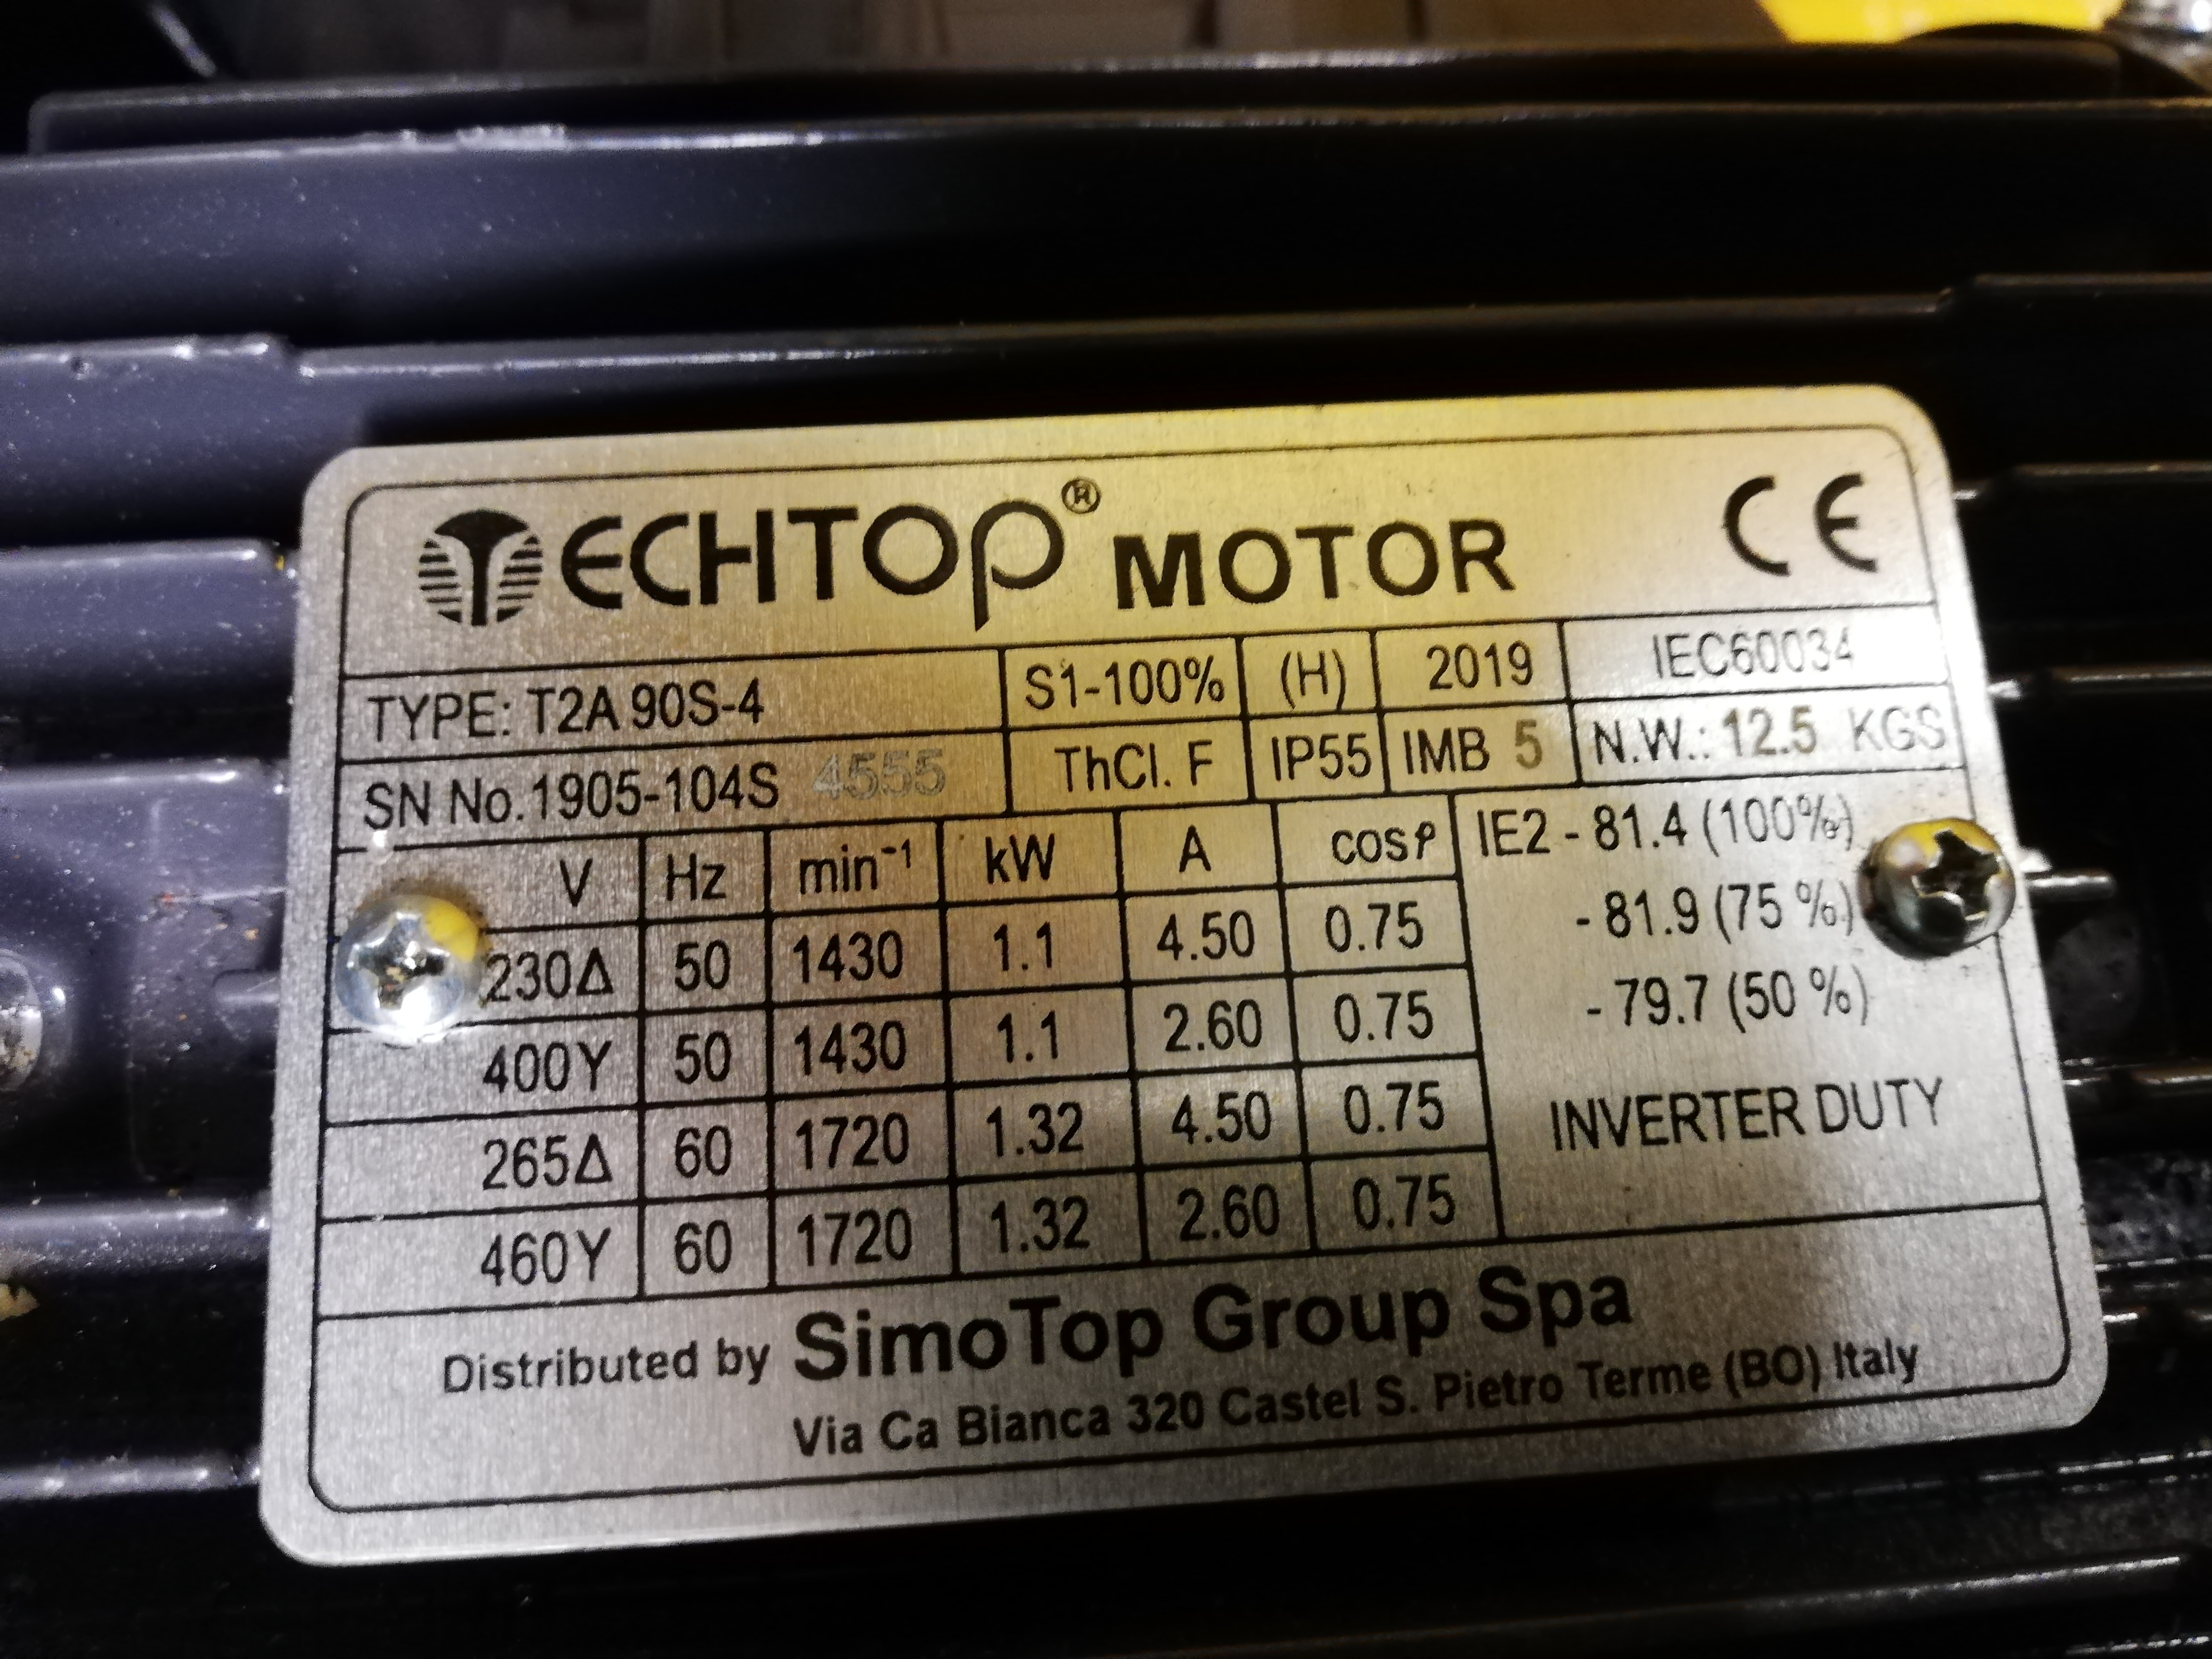 TECHTOP® MOTOR CE
TYPE: T2A 90S-4 S1-100% (H) 2019 IEC60034
SN No.1905-104S 4555 ThCl. F IP55 IMB 5 N.W.: 12.5 KGS
V Hz min⁻¹ kW A cosφ IE2 - 81.4 (100%)
230Δ 50 1430 1.1 4.50 0.75 - 81.9 (75 %)
400Y 50 1430 1.1 2.60 0.75 - 79.7 (50 %)
265Δ 60 1720 1.32 4.50 0.75 INVERTER DUTY
460Y 60 1720 1.32 2.60 0.75
Distributed by SimoTop Group Spa
Via Ca Bianca 320 Castel S. Pietro Terme (BO) Italy